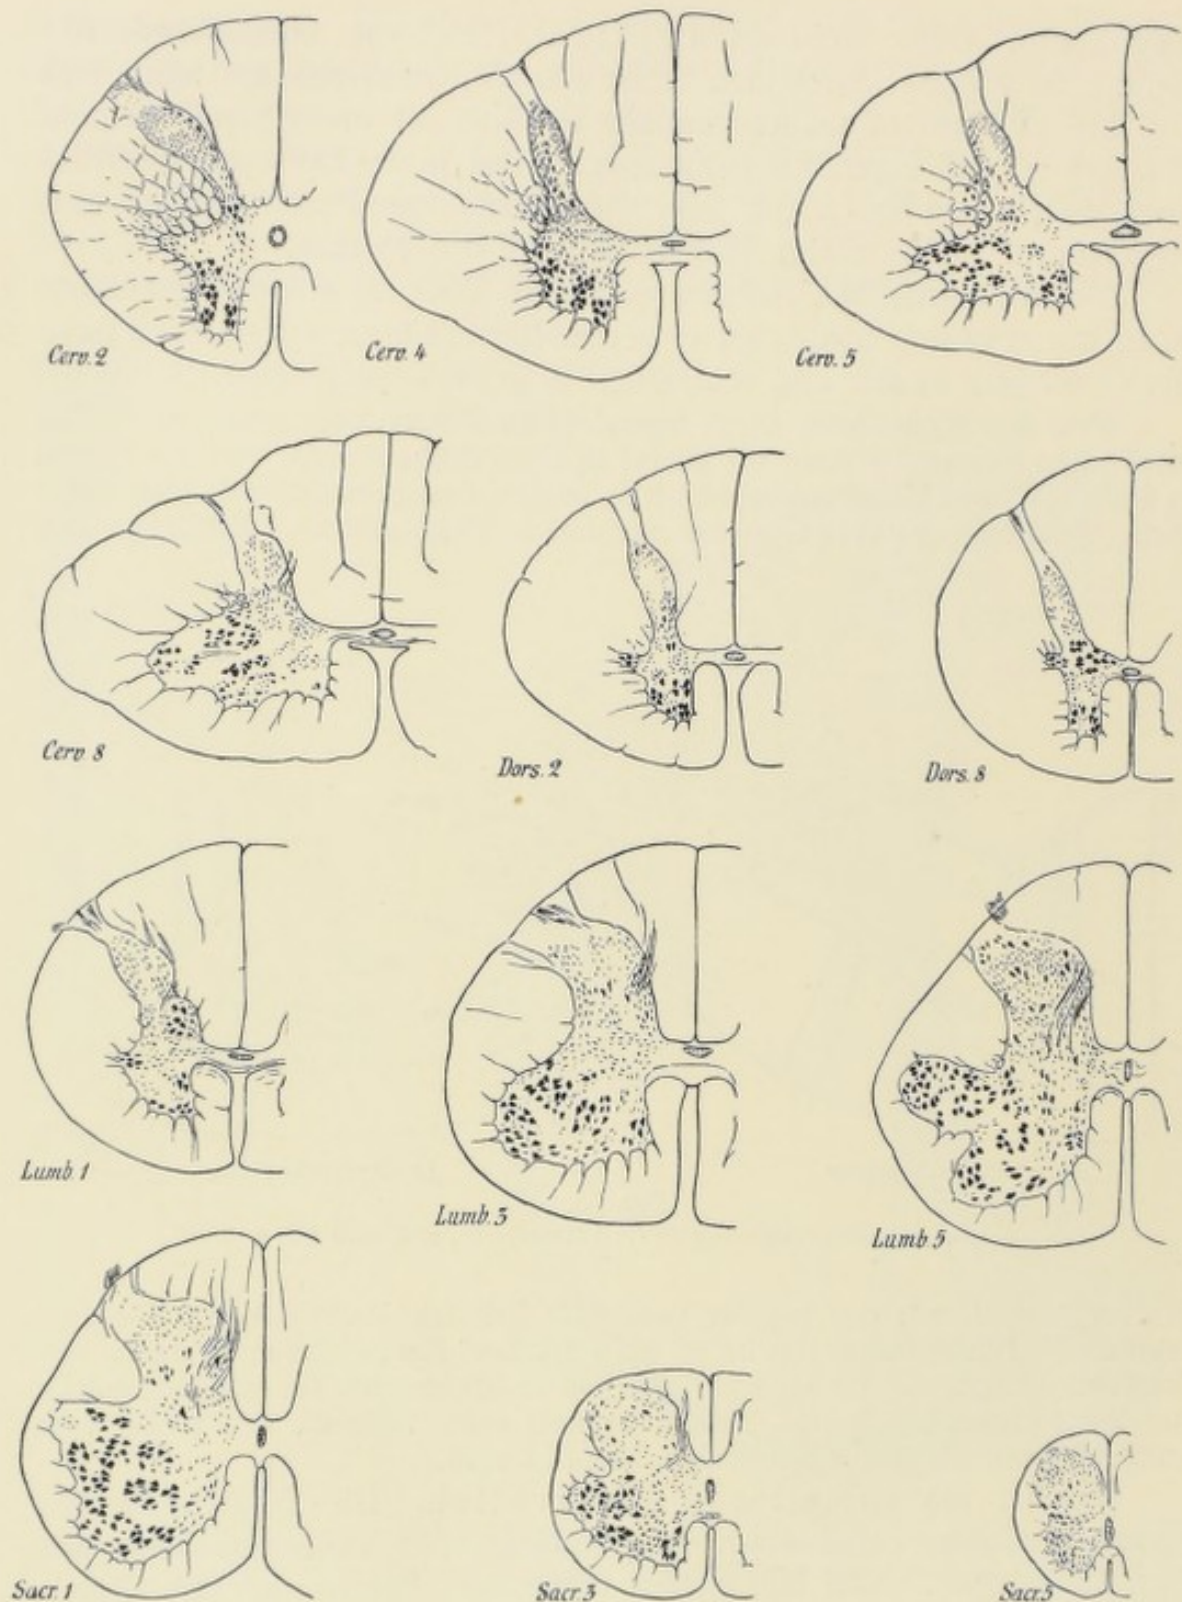 Cerv. 2
Cerv. 4
Cerv. 5
Cerv 8
Dors. 2
Dors. 8
Lumb. 1
Lumb. 3
Lumb 5
Sacr. 1
Sacr. 3
Sacr. 5